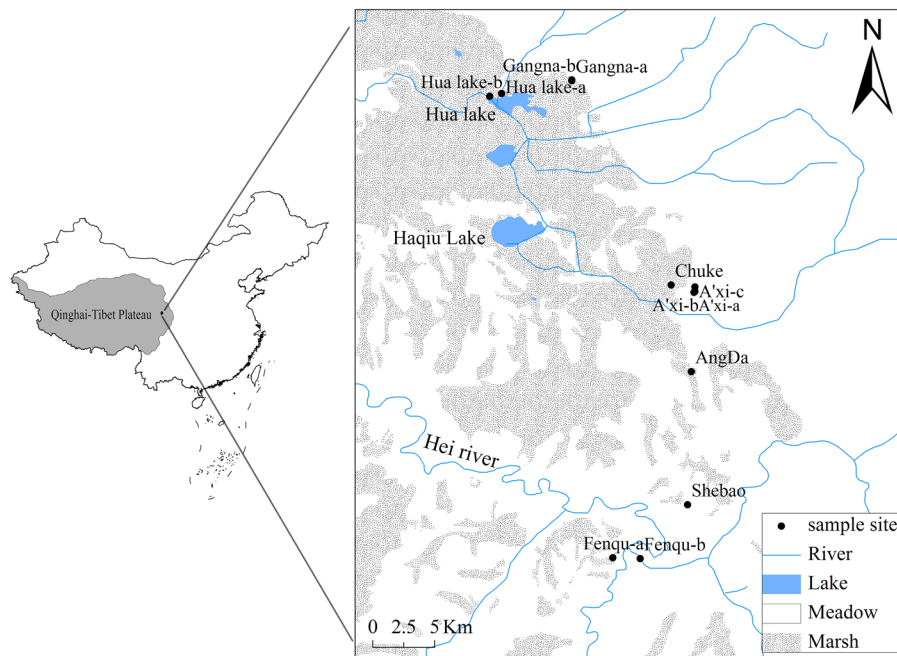 N
Gangna-bGangna-a
Hua lake-b
Hua lake-a
Hua lake
Haqiu Lake
Chuke
A'xi-c
A'xi-bA'xi-a
Qinghai-Tibet Plateau
AngDa
Hei river
Shebao
Fenqu-aFenqu-b
sample site
River
Lake
Meadow
Marsh
0 2.5 5 Km